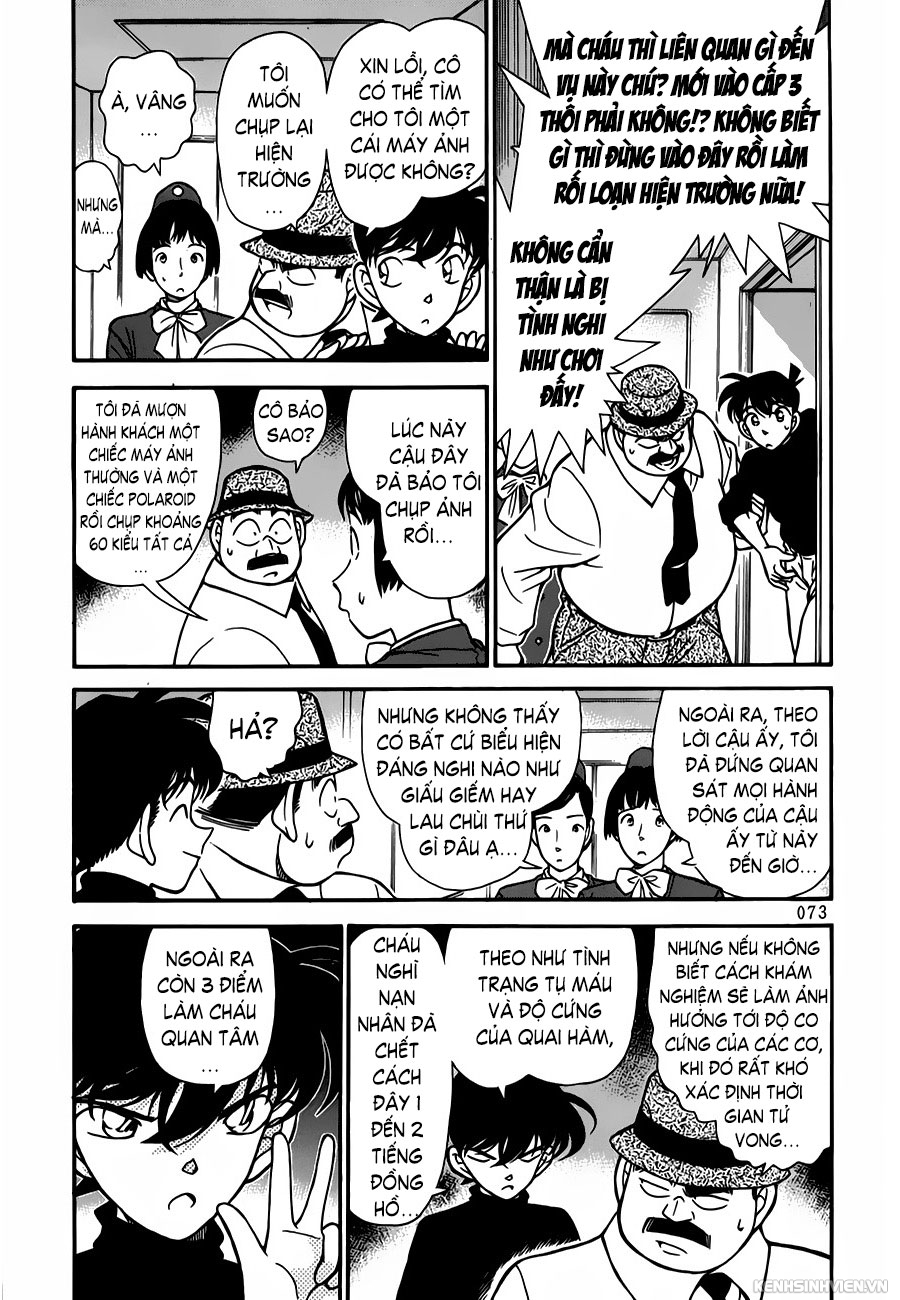 MÀ CHÁU THÌ LIÊN QUAN GÌ ĐẾN
VỤ NÀY CHỨ? MỚI VÀO CẤP 3
THÔI PHẢI KHÔNG!? KHÔNG BIẾT
GÌ THÌ ĐỪNG VÀO ĐÂY RỒI LÀM
RỐI LOẠN HIỆN TRƯỜNG NỮA!
KHÔNG CẨN
THẬN LÀ BỊ
TÌNH NGHI
NHƯ CHƠI
ĐẤY!
XIN LỖI, CÔ
CÓ THỂ TÌM
CHO TÔI MỘT
CÁI MÁY ẢNH
ĐƯỢC KHÔNG?
TÔI
MUỐN
CHỤP LẠI
HIỆN
TRƯỜNG
...
À, VÂNG
...
NHƯNG
MÀ...
LÚC NÀY
CẬU ĐÂY
ĐÃ BẢO TÔI
CHỤP ẢNH
RỒI...
CÔ BẢO
SAO?
TÔI ĐÃ MƯỢN
HÀNH KHÁCH MỘT
CHIẾC MÁY ẢNH
THƯỜNG VÀ MỘT
CHIẾC POLAROID
RỒI CHỤP KHOẢNG
60 KIỂU TẤT CẢ
...
NGOÀI RA, THEO
LỜI CẬU ẤY, TÔI
ĐÃ ĐỨNG QUAN
SÁT MỌI HÀNH
ĐỘNG CỦA CẬU
ẤY TỪ NÀY
ĐẾN GIỜ...
NHƯNG KHÔNG THẤY
CÓ BẤT CỨ BIỂU HIỆN
ĐÁNG NGHI NÀO NHƯ
GIẤU GIẾM HAY
LAU CHÙI THỨ
GÌ ĐÂU Ạ...
HẢ?
073
NHƯNG NẾU KHÔNG
BIẾT CÁCH KHÁM
NGHIỆM SẼ LÀM ẢNH
HƯỞNG TỚI ĐỘ CO
CỨNG CỦA CÁC CƠ,
KHI ĐÓ RẤT KHÓ
XÁC ĐỊNH THỜI
GIAN TỬ
VONG...
THEO NHƯ TÌNH
TRẠNG TỤ MÁU
VÀ ĐỘ CỨNG
CỦA QUAI HÀM,
CHÁU
NGHĨ
NẠN
NHÂN ĐÃ
CHẾT
CÁCH
ĐÂY 1
ĐẾN 2
TIẾNG
ĐỒNG
HỒ...
NGOÀI RA
CÒN 3 ĐIỂM
LÀM CHÁU
QUAN TÂM
...
KENHSINHVIEN.VN